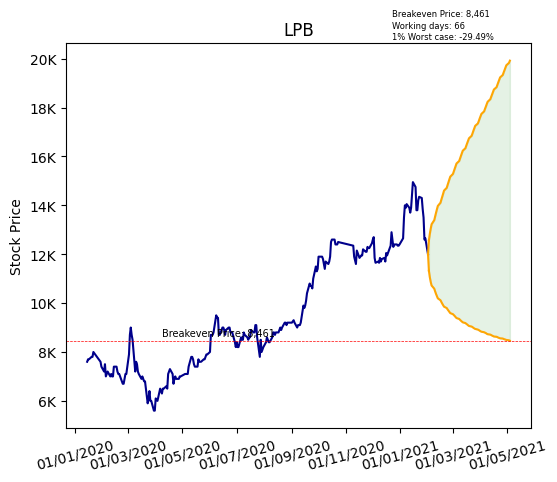 Breakeven Price: 8,461
Working days: 66
1% Worst case: -29.49%
LPB
Stock Price
20K
18K
16K
14K
12K
10K
8K
6K
Breakeven Price: 8,461
01/01/2020
01/03/2020
01/05/2020
01/07/2020
01/09/2020
01/11/2020
01/01/2021
01/03/2021
01/05/2021